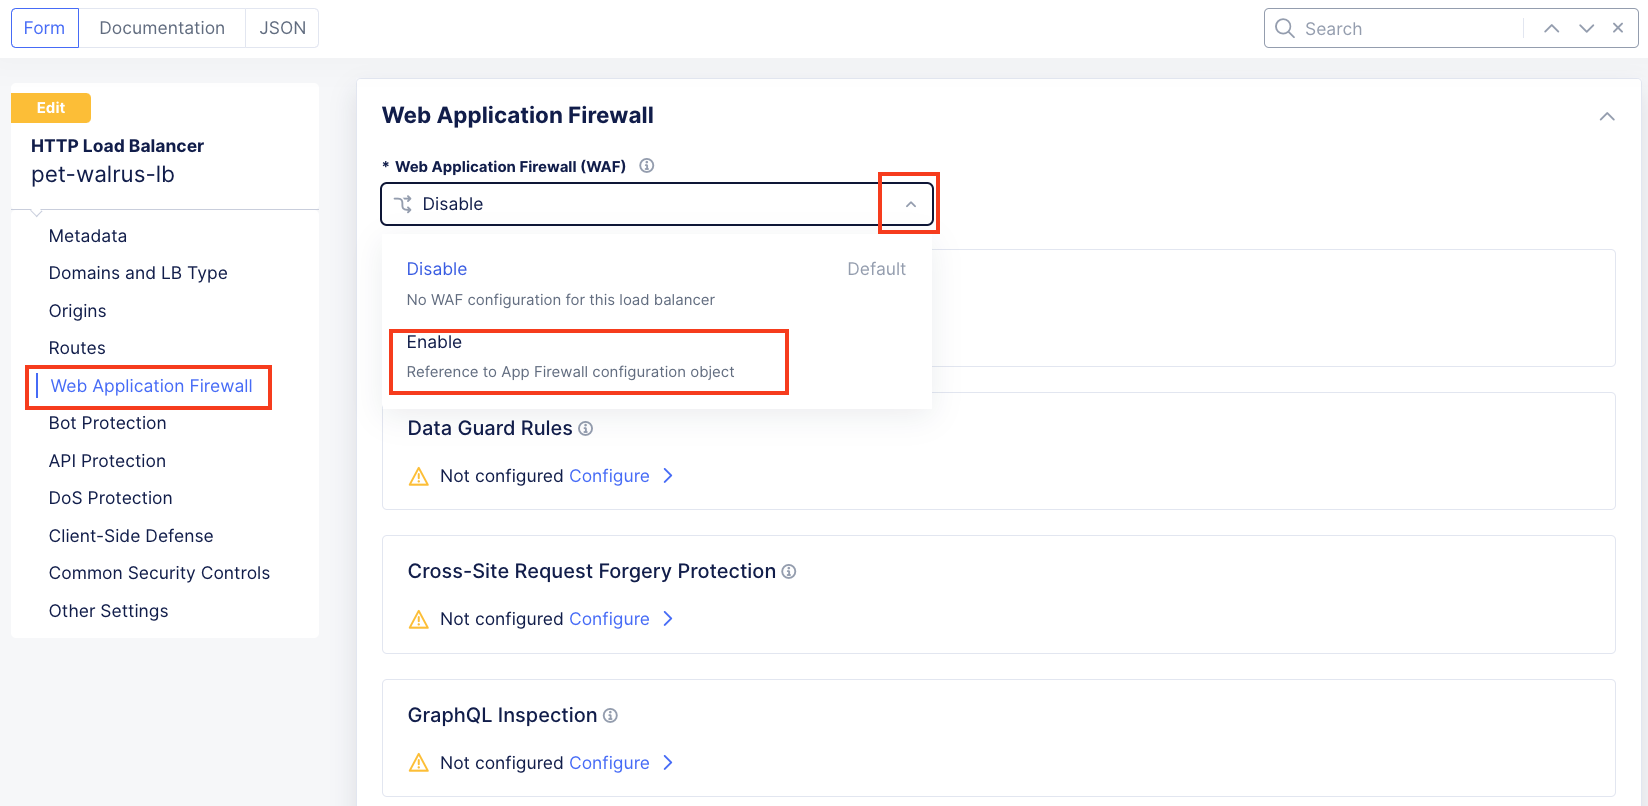 Form
Documentation
JSON
Search
Edit
HTTP Load Balancer
pet-walrus-lb
Metadata
Domains and LB Type
Origins
Routes
Web Application Firewall
Bot Protection
API Protection
DoS Protection
Client-Side Defense
Common Security Controls
Other Settings
Web Application Firewall
* Web Application Firewall (WAF)
Disable
Disable Default
No WAF configuration for this load balancer
Enable
Reference to App Firewall configuration object
Data Guard Rules
Not configured Configure
Cross-Site Request Forgery Protection
Not configured Configure
GraphQL Inspection
Not configured Configure